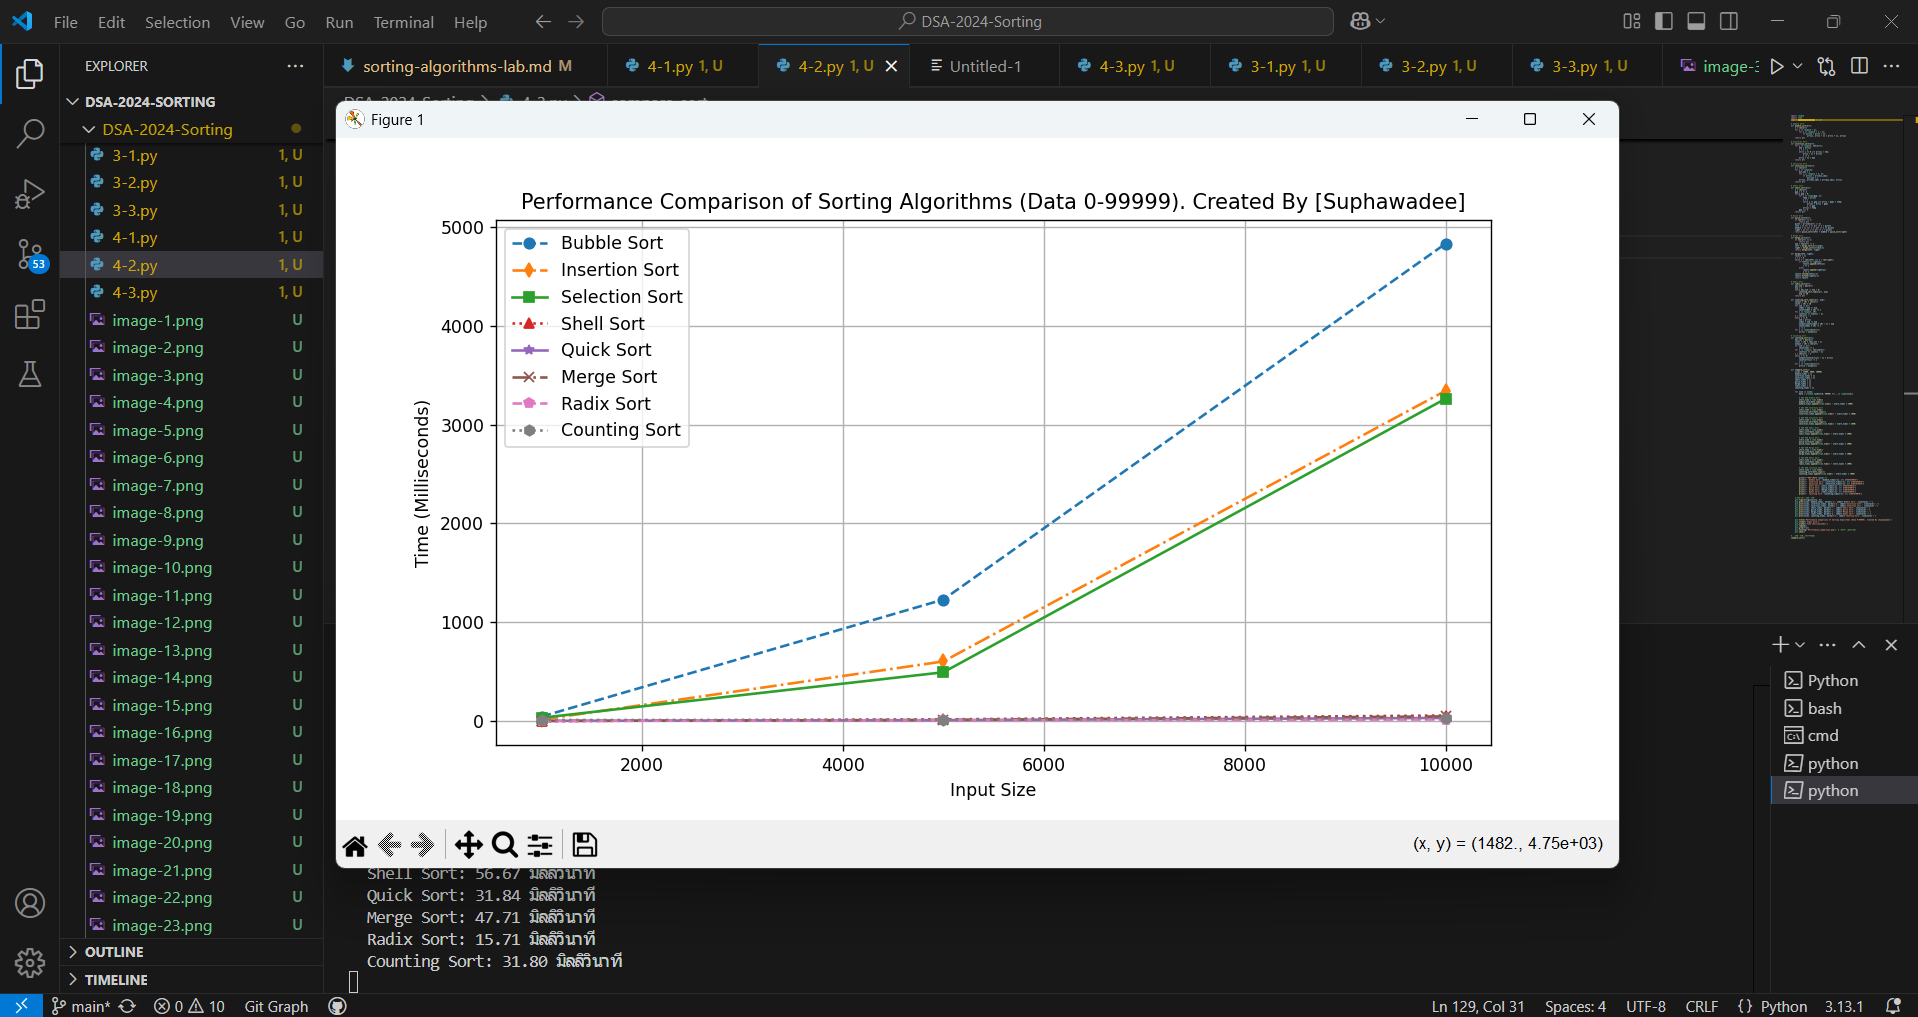 File Edit Selection View Go Run Terminal Help
DSA-2024-Sorting
EXPLORER
DSA-2024-SORTING
DSA-2024-Sorting
3-1.py 1, U
3-2.py 1, U
3-3.py 1, U
4-1.py 1, U
4-2.py 1, U
4-3.py 1, U
image-1.png U
image-2.png U
image-3.png U
image-4.png U
image-5.png U
image-6.png U
image-7.png U
image-8.png U
image-9.png U
image-10.png U
image-11.png U
image-12.png U
image-13.png U
image-14.png U
image-15.png U
image-16.png U
image-17.png U
image-18.png U
image-19.png U
image-20.png U
image-21.png U
image-22.png U
image-23.png U
OUTLINE
TIMELINE
53
sorting-algorithms-lab.md M
4-1.py 1, U
4-2.py 1, U
Untitled-1
4-3.py 1, U
3-1.py 1, U
3-2.py 1, U
3-3.py 1, U
image-3
Figure 1
Performance Comparison of Sorting Algorithms (Data 0-99999). Created By [Suphawadee]
5000
4000
3000
2000
1000
0
Time (Milliseconds)
Bubble Sort
Insertion Sort
Selection Sort
Shell Sort
Quick Sort
Merge Sort
Radix Sort
Counting Sort
2000 4000 6000 8000 10000
Input Size
(x, y) = (1482., 4.75e+03)
Shell Sort: 56.67 มิลลิวินาที
Quick Sort: 31.84 มิลลิวินาที
Merge Sort: 47.71 มิลลิวินาที
Radix Sort: 15.71 มิลลิวินาที
Counting Sort: 31.80 มิลลิวินาที
Python
bash
cmd
python
python
main* 0 10 Git Graph
Ln 129, Col 31 Spaces: 4 UTF-8 CRLF {} Python 3.13.1